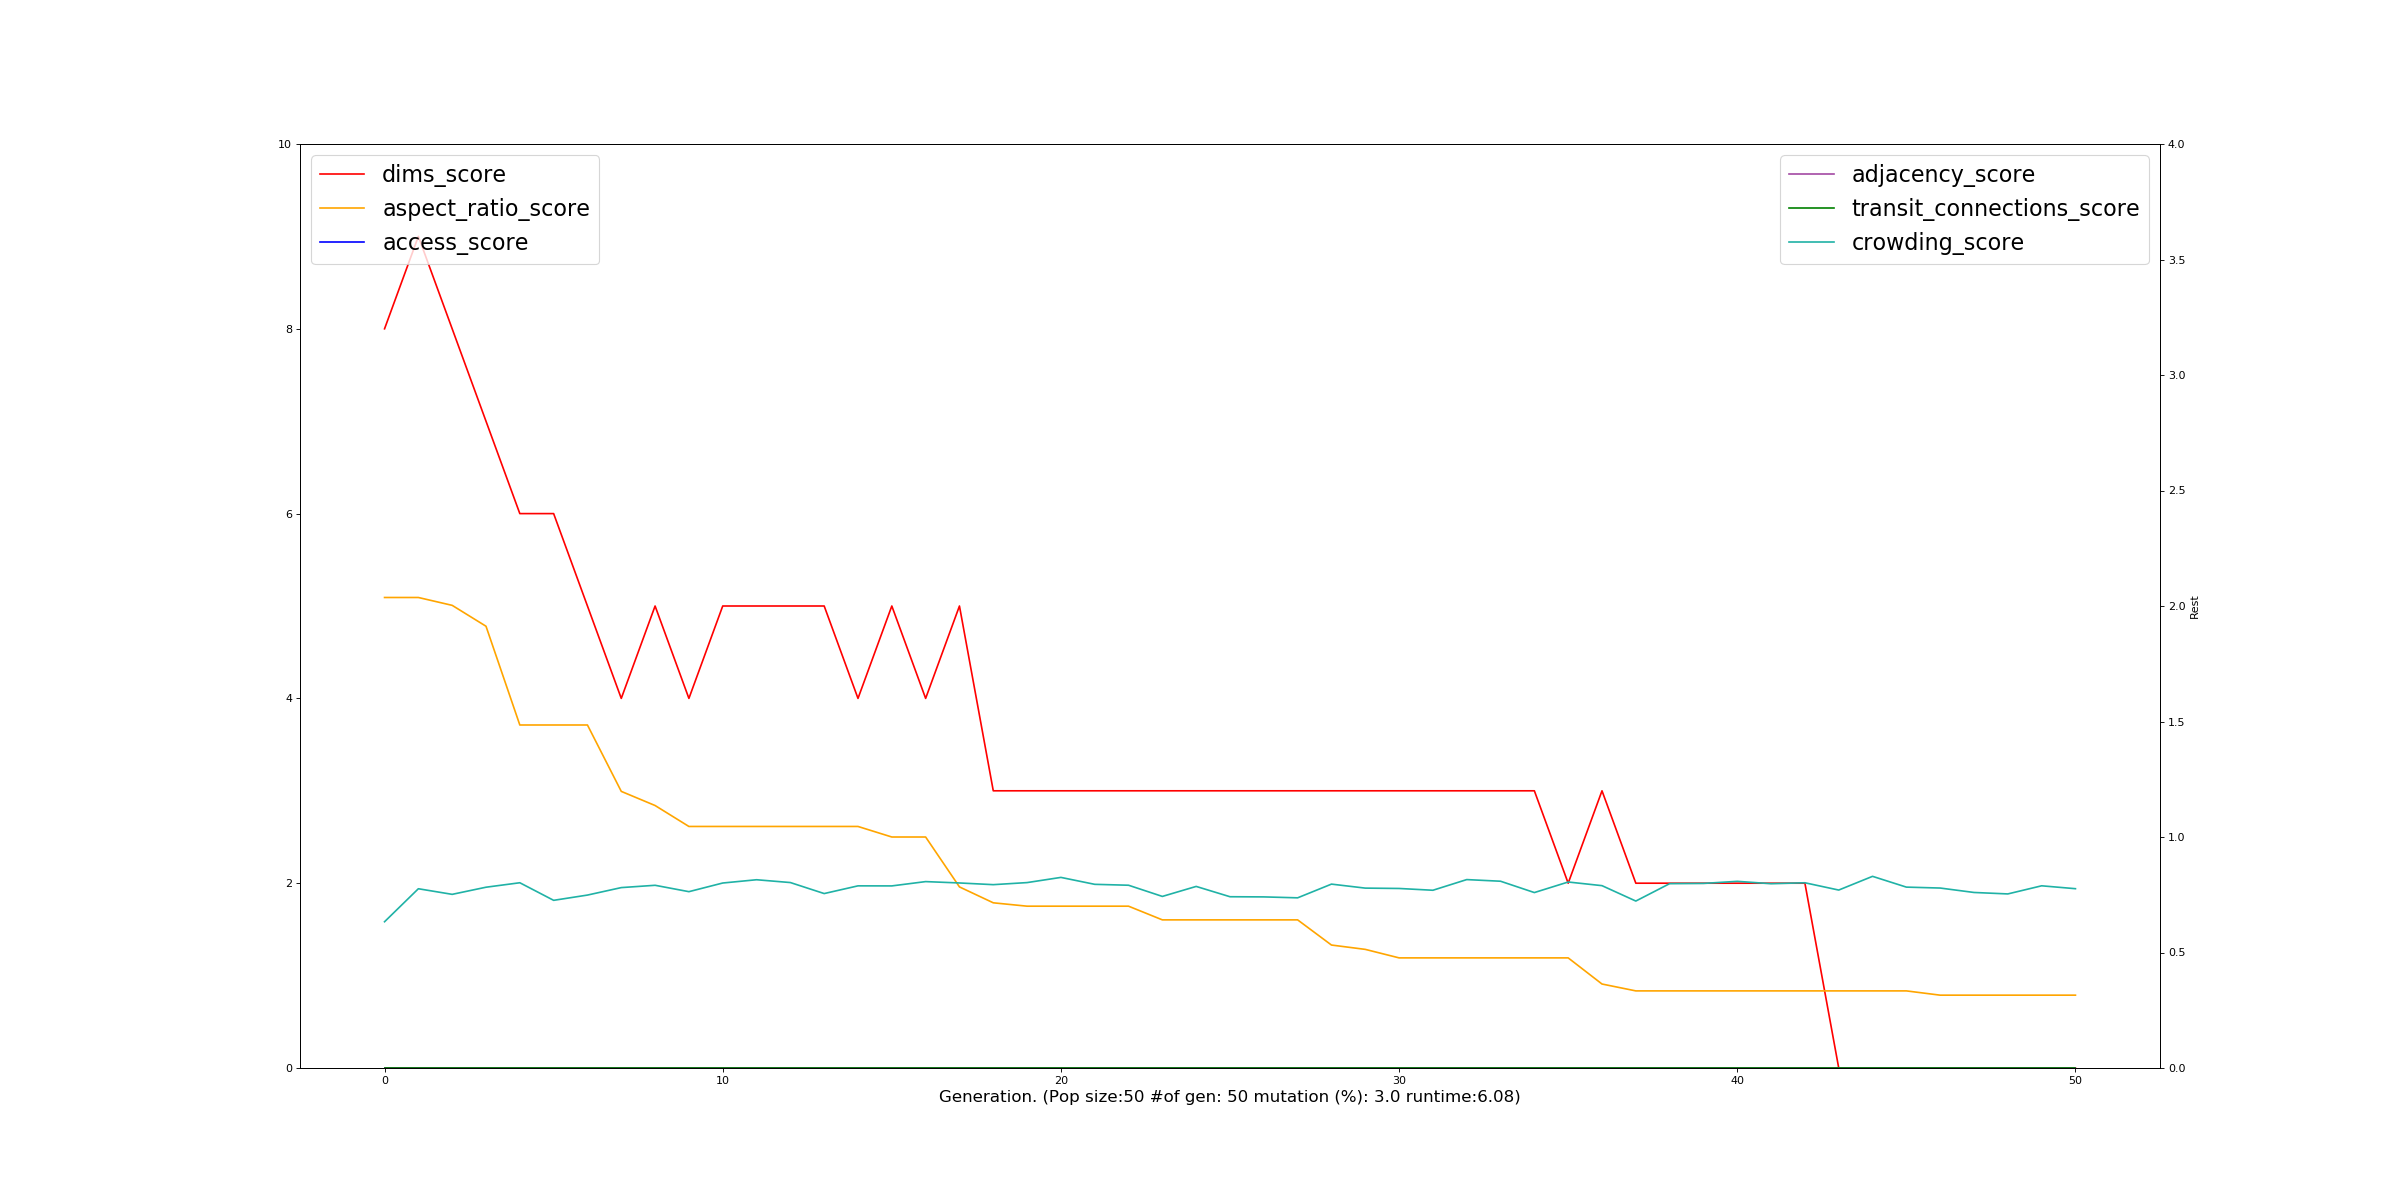 dims_score
aspect_ratio_score
access_score
adjacency_score
transit_connections_score
crowding_score
10
8
6
4
2
0
4.0
3.5
3.0
2.5
2.0
1.5
1.0
0.5
0.0
Rest
0 10 20 30 40 50
Generation. (Pop size:50 #of gen: 50 mutation (%): 3.0 runtime:6.08)